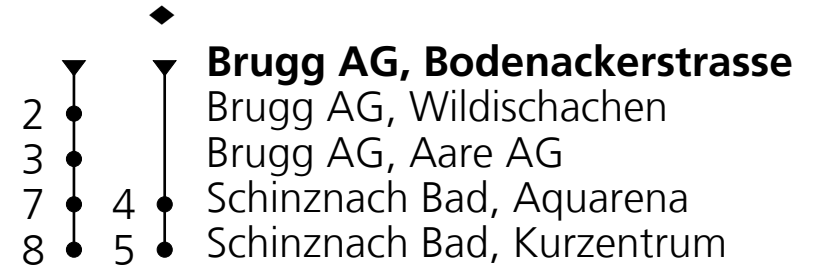 Brugg AG, Bodenackerstrasse
2 Brugg AG, Wildischachen
3 Brugg AG, Aare AG
7 4 Schinznach Bad, Aquarena
8 5 Schinznach Bad, Kurzentrum